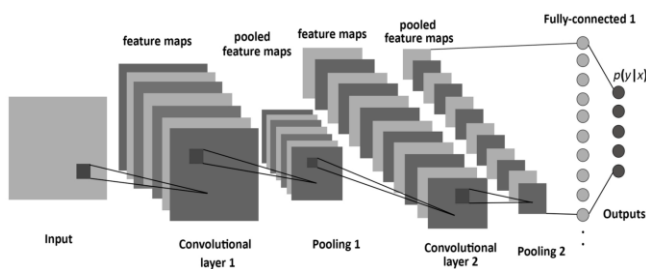 feature maps
pooled
feature maps
feature maps
pooled
feature maps
Fully-connected 1
p(y|x)
Input
Convolutional
layer 1
Pooling 1
Convolutional
layer 2
Pooling 2
Outputs